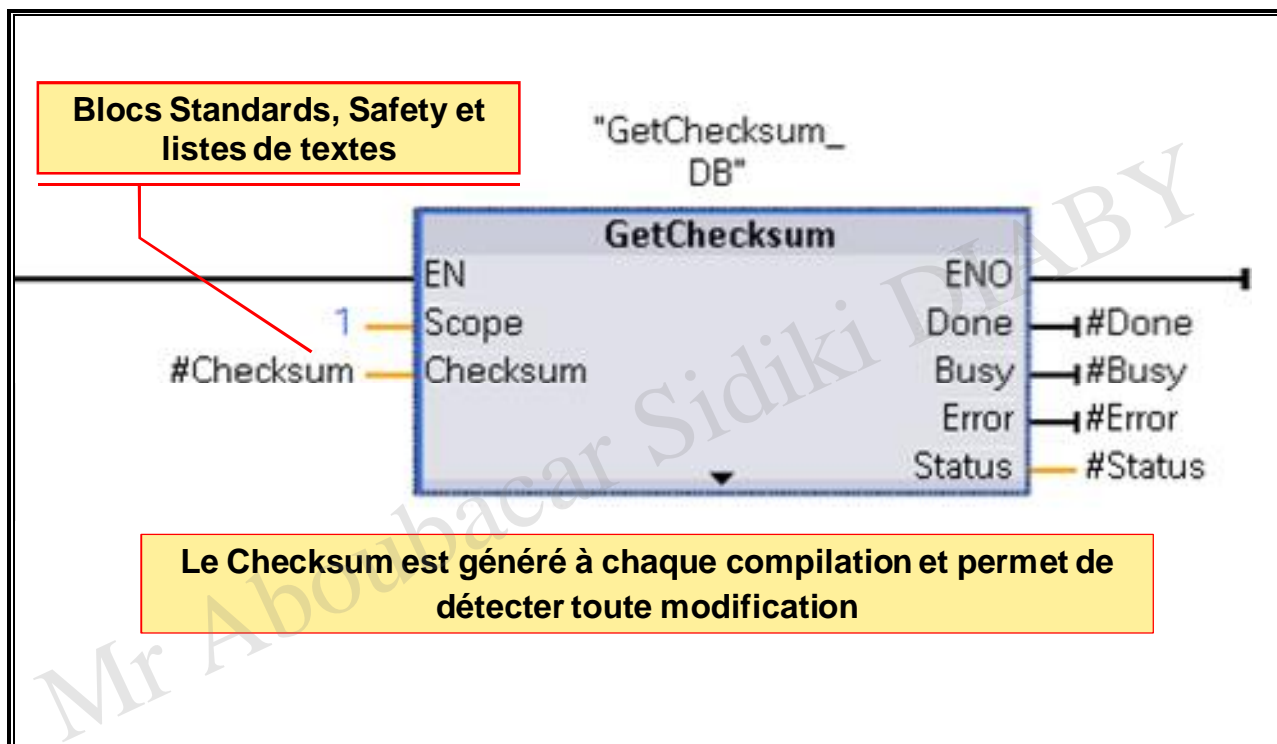 Blocs Standards, Safety et
listes de textes
"GetChecksum_
DB"
GetChecksum
EN
ENO
1
Scope
Done
#Done
#Checksum
Checksum
Busy
#Busy
Error
#Error
Status
#Status
Le Checksum est généré à chaque compilation et permet de
détecter toute modification
Mr Aboubacar Sidiki DIABY